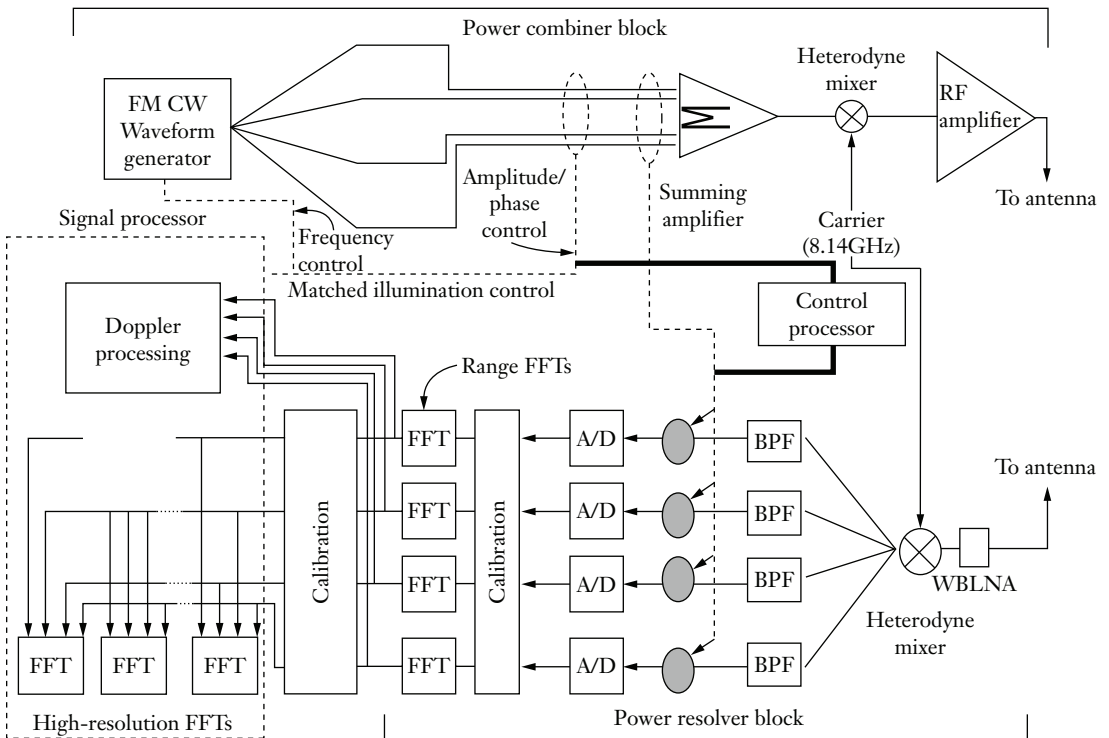 Power combiner block
FM CW
Waveform
generator
Heterodyne
mixer
RF
amplifier
To antenna
Amplitude/
phase
control
Summing
amplifier
Carrier
(8.14GHz)
Signal processor
Frequency
control
Matched illumination control
Control
processor
Doppler
processing
Range FFTs
Calibration
FFT
Calibration
A/D
BPF
FFT
A/D
BPF
FFT
A/D
BPF
FFT
A/D
BPF
To antenna
WBLNA
Heterodyne
mixer
FFT
FFT
FFT
High-resolution FFTs
Power resolver block